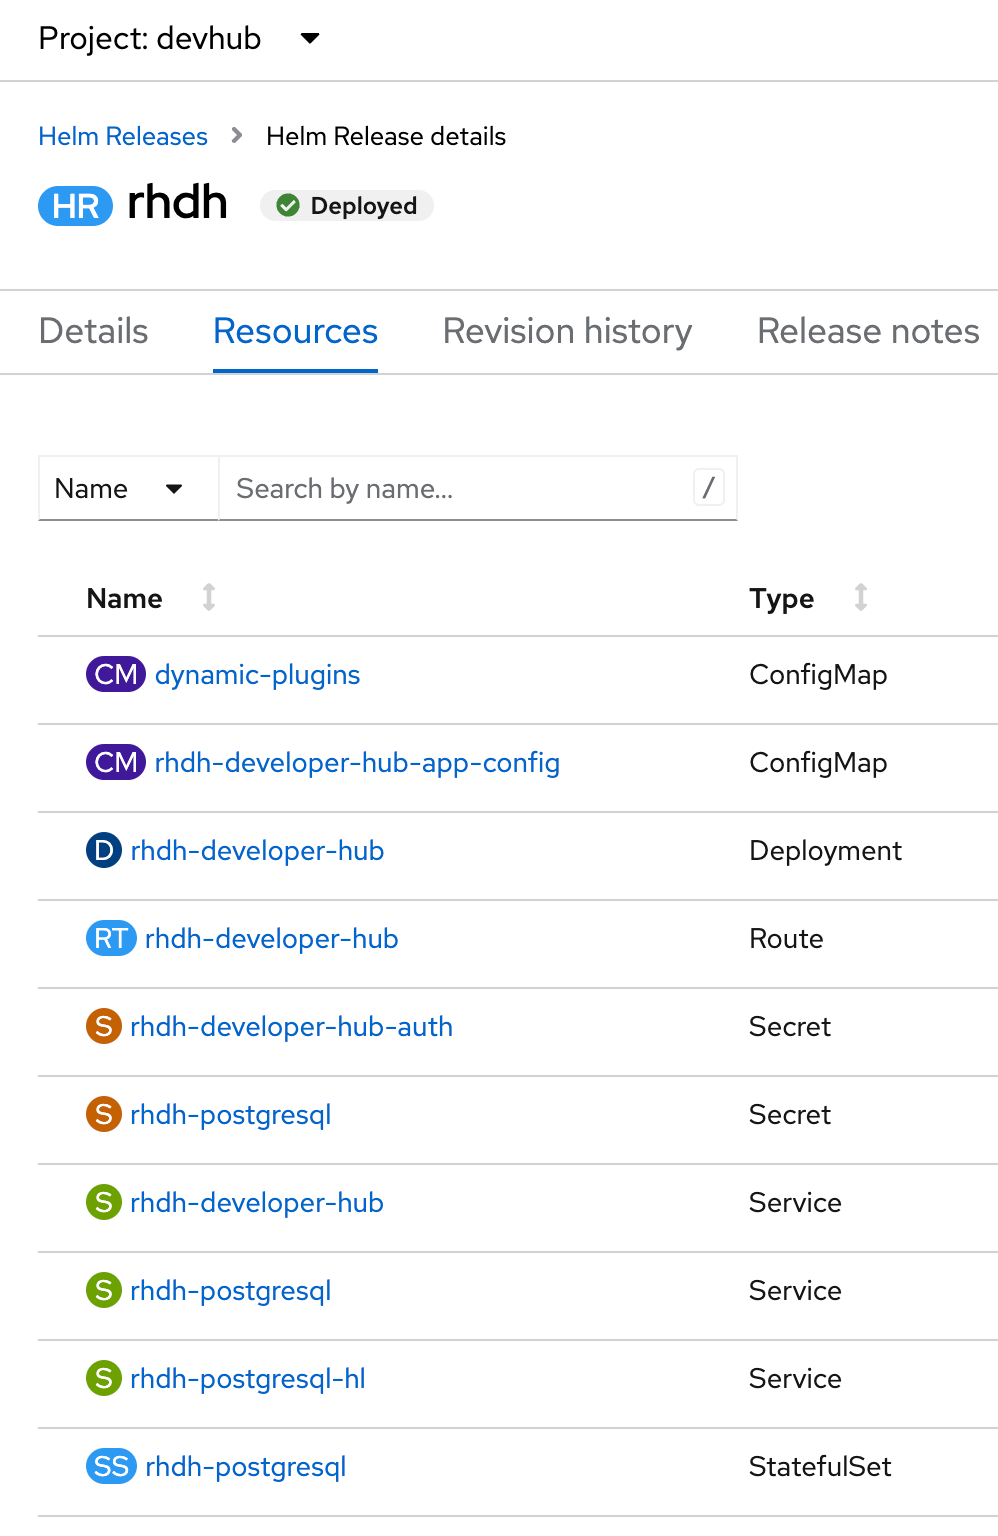 Project: devhub
Helm Releases > Helm Release details
HR rhdh Deployed
Details Resources Revision history Release notes
Name Search by name... /
Name Type
CM dynamic-plugins ConfigMap
CM rhdh-developer-hub-app-config ConfigMap
D rhdh-developer-hub Deployment
RT rhdh-developer-hub Route
S rhdh-developer-hub-auth Secret
S rhdh-postgresql Secret
S rhdh-developer-hub Service
S rhdh-postgresql Service
S rhdh-postgresql-hl Service
SS rhdh-postgresql StatefulSet